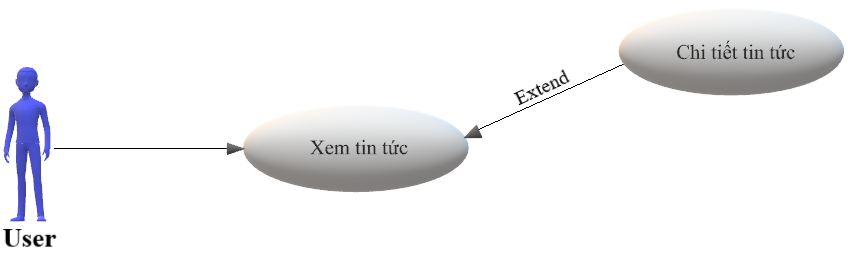 Chi tiết tin tức
Extend
Xem tin tức
User